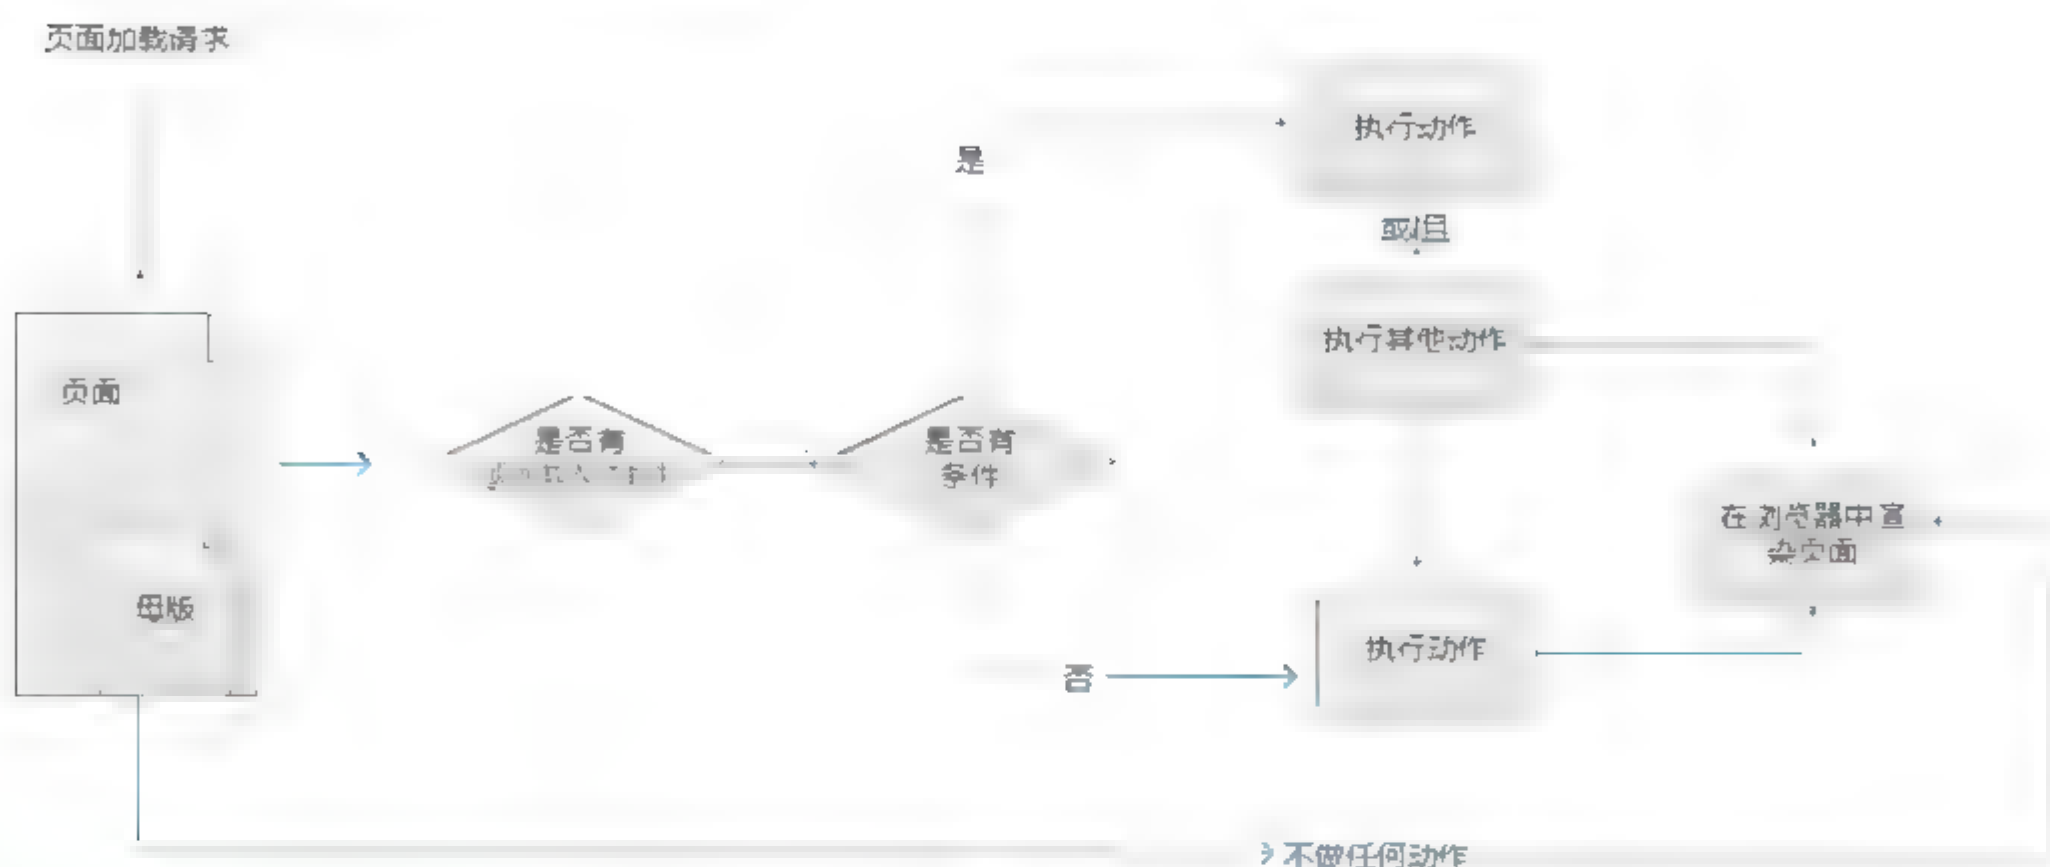 页面加载请求
是
执行动作
或/且
执行其他动作
页面
是否有
是否有
条件
在浏览器中渲
染页面
母版
否
执行动作
不做任何动作